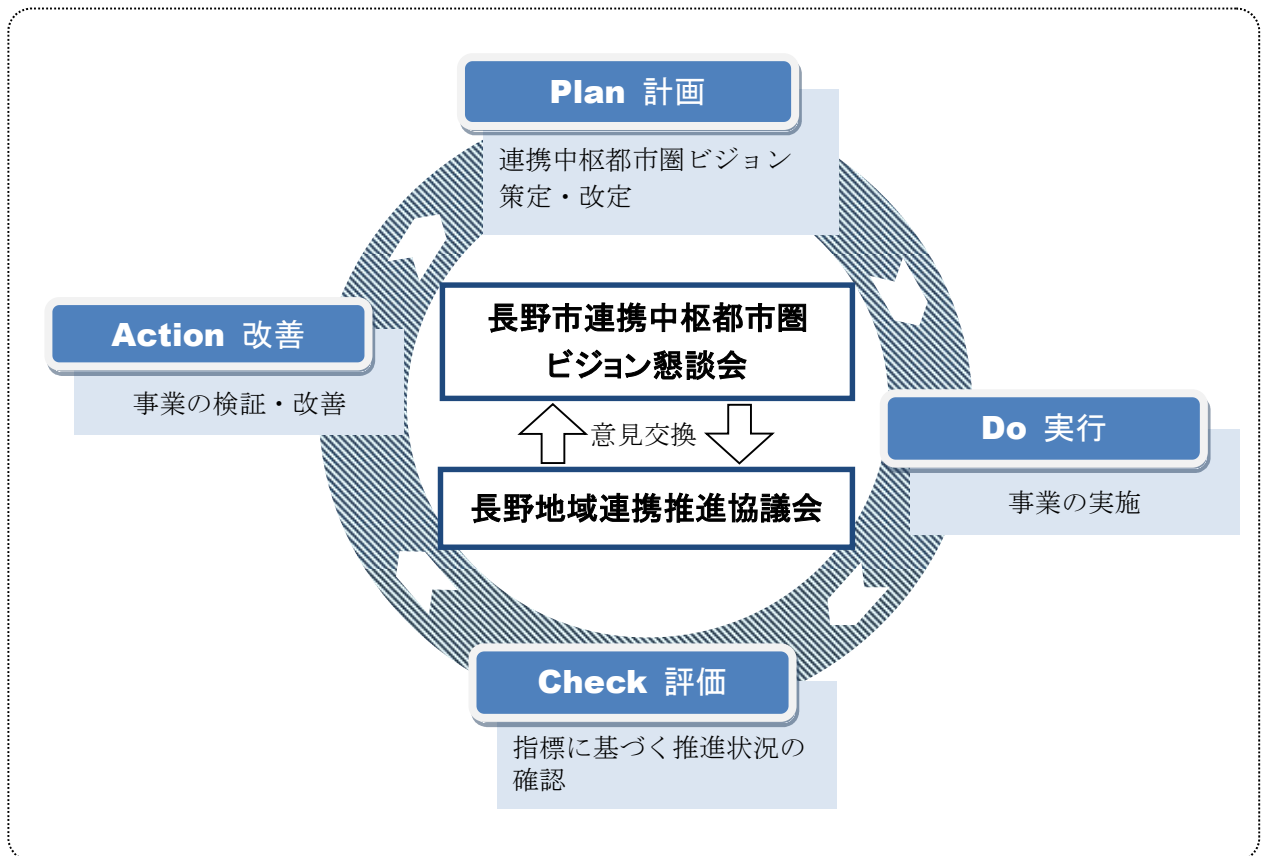 Plan 計画
連携中枢都市圏ビジョン
策定・改定
長野市連携中枢都市圏
ビジョン懇談会
Action 改善
事業の検証・改善
意見交換
Do 実行
事業の実施
長野地域連携推進協議会
Check 評価
指標に基づく推進状況の
確認